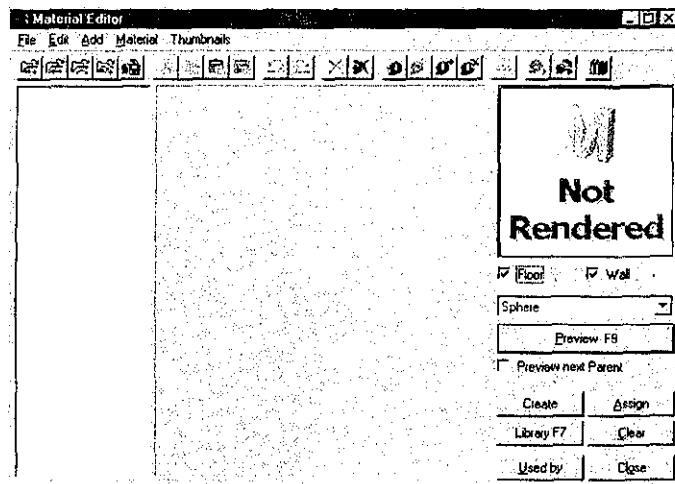 Material Editor
File Edit Add Material Thumbnails
Not
Rendered
Floor Wall
Sphere
Preview F9
Preview next Parent
Create Assign
Library F7 Clear
Used by Close